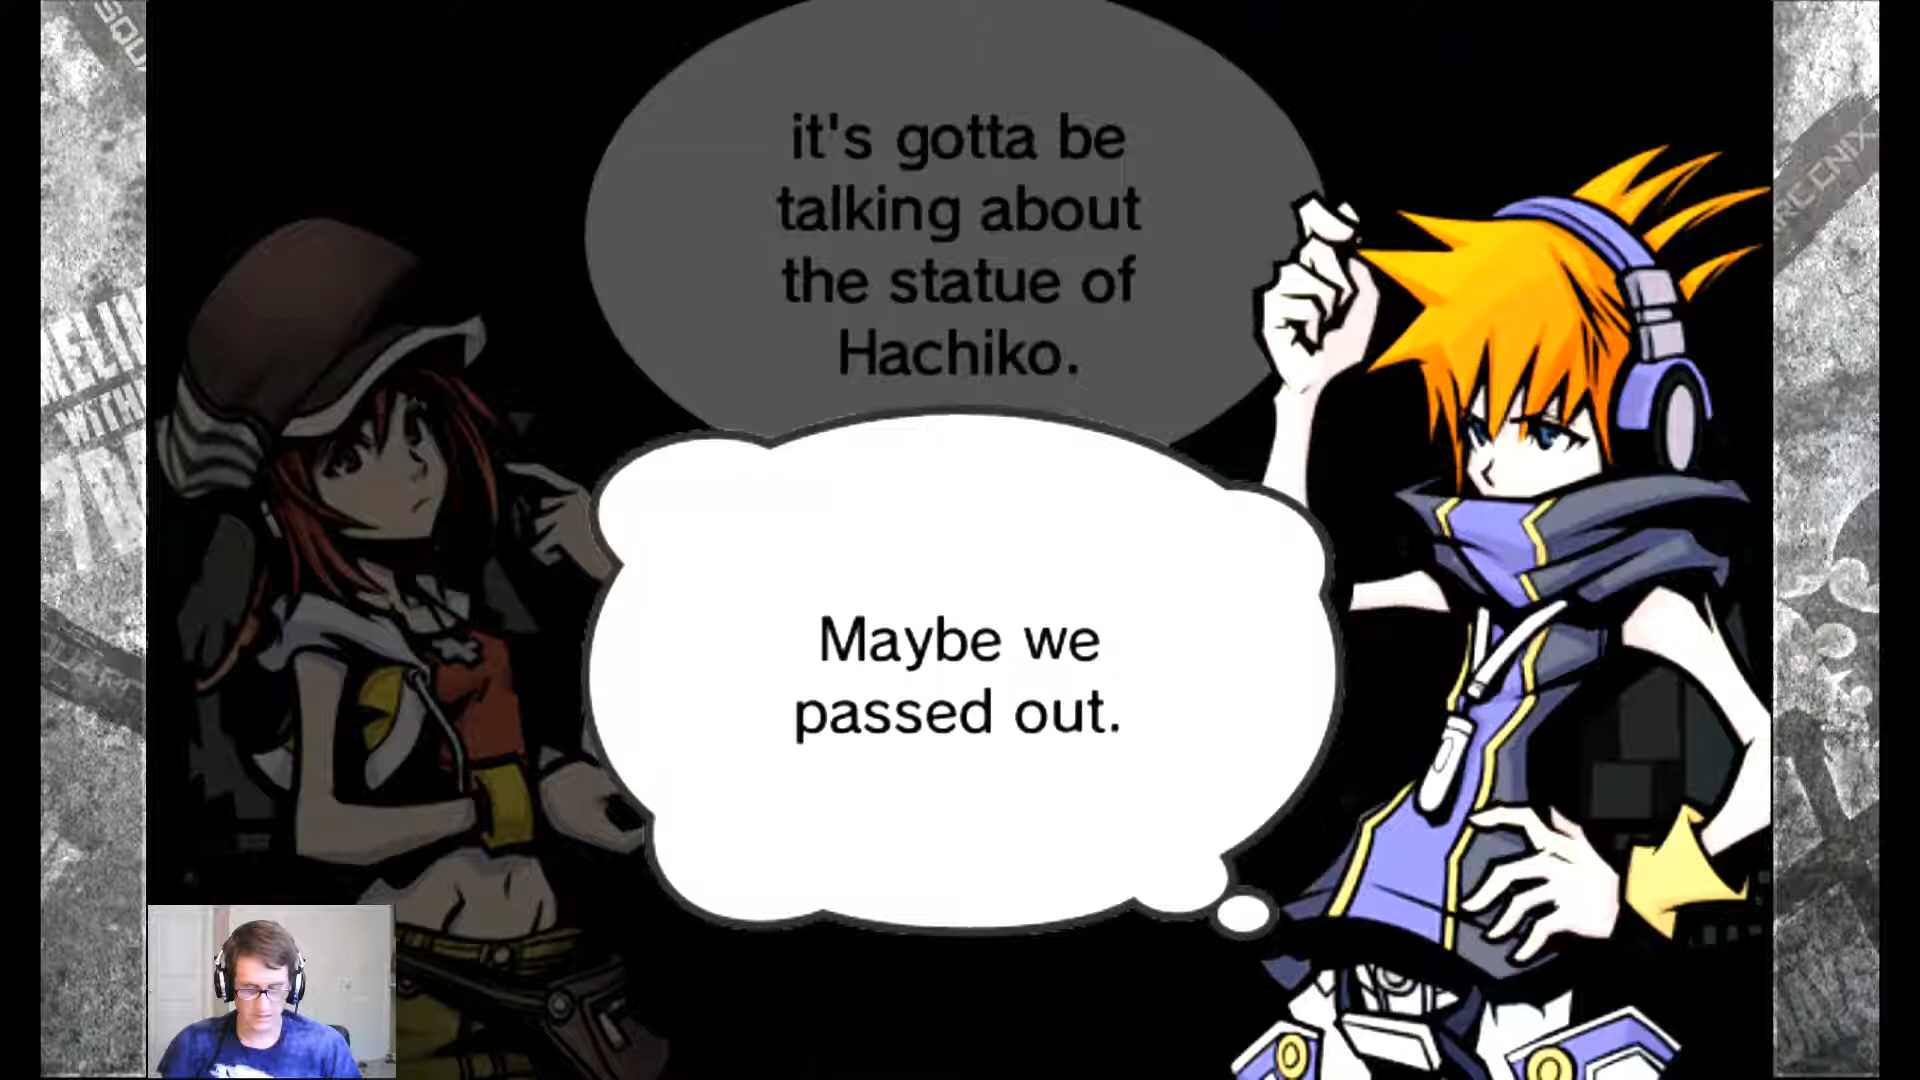 it's gotta be
talking about
the statue of
Hachiko.
Maybe we
passed out.